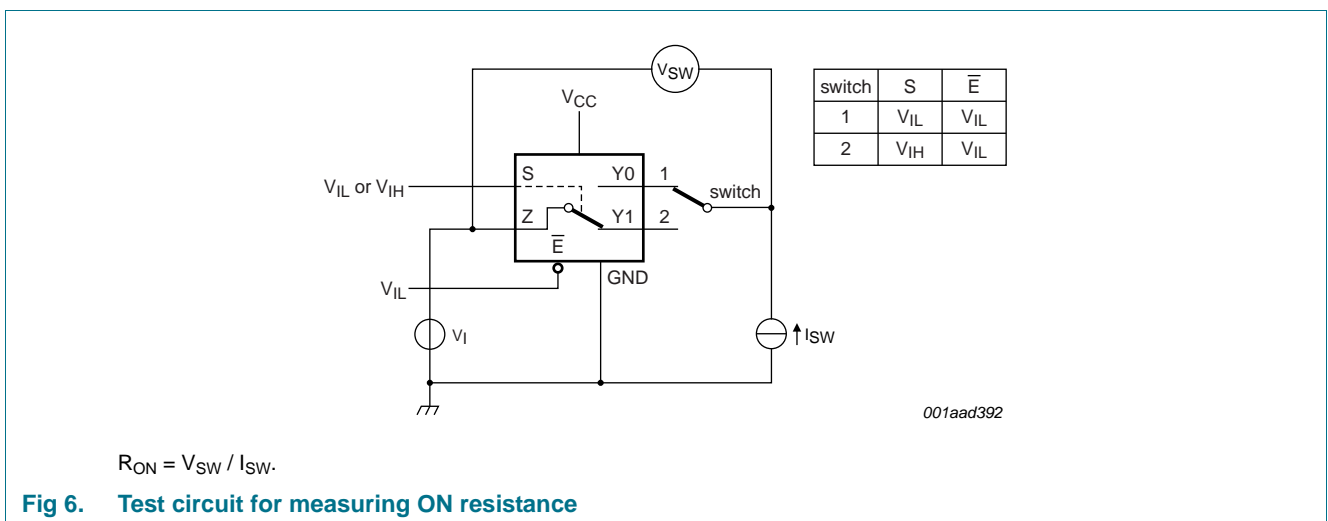 VSW
VCC
switch S E̅
1 VIL VIL
2 VIH VIL
S Y0 1
VIL or VIH
switch
Z Y1 2
E̅
GND
VIL
VI
ISW
001aad392
RON = VSW / ISW.
Fig 6. Test circuit for measuring ON resistance